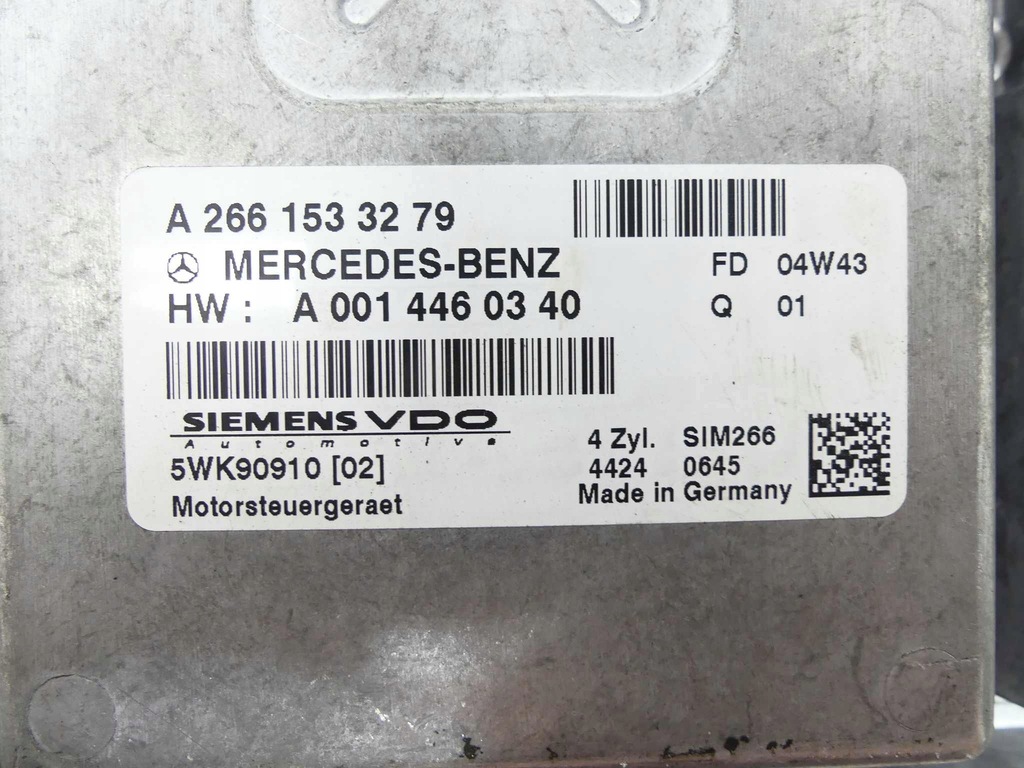 A 266 153 32 79
MERCEDES-BENZ FD 04W43
HW : A 001 446 03 40 Q 01
SIEMENS VDO
Automotive
4 Zyl. SIM266
5WK90910 [02] 4424 0645
Motorsteuergeraet Made in Germany